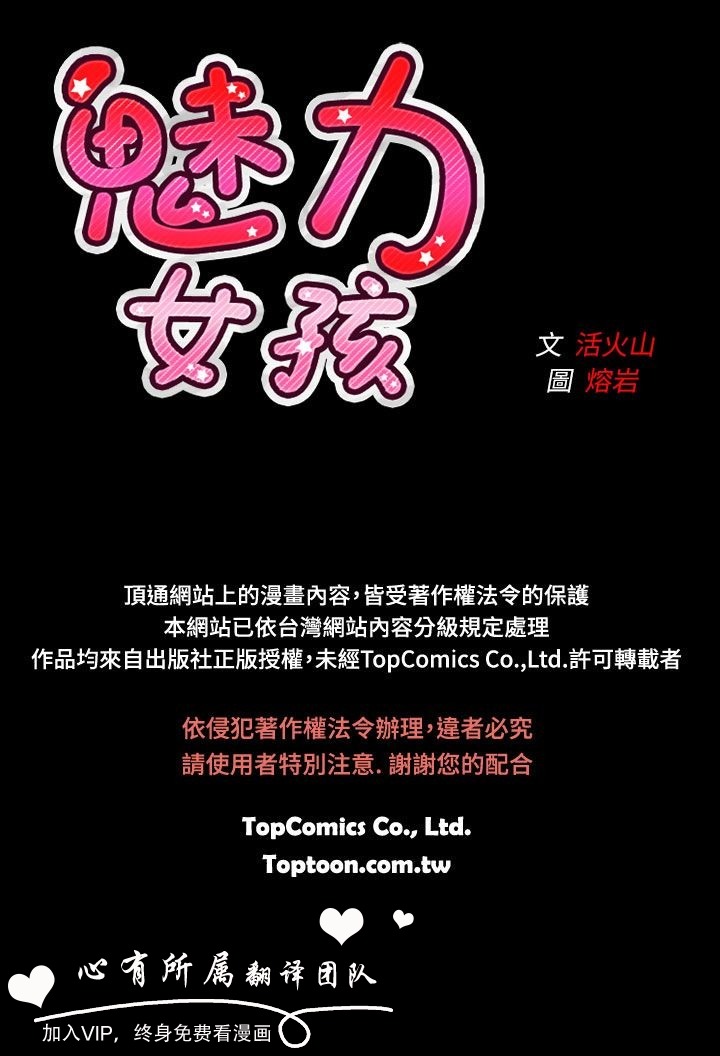 魅力
女孩
文 活火山
圖 熔岩
頂通網站上的漫畫內容，皆受著作權法令的保護
本網站已依台灣網站內容分級規定處理
作品均來自出版社正版授權，未經TopComics Co.,Ltd.許可轉載者
依侵犯著作權法令辦理，違者必究
請使用者特別注意. 謝謝您的配合
TopComics Co., Ltd.
Toptoon.com.tw
心有所属翻译团队
加入VIP，终身免费看漫画